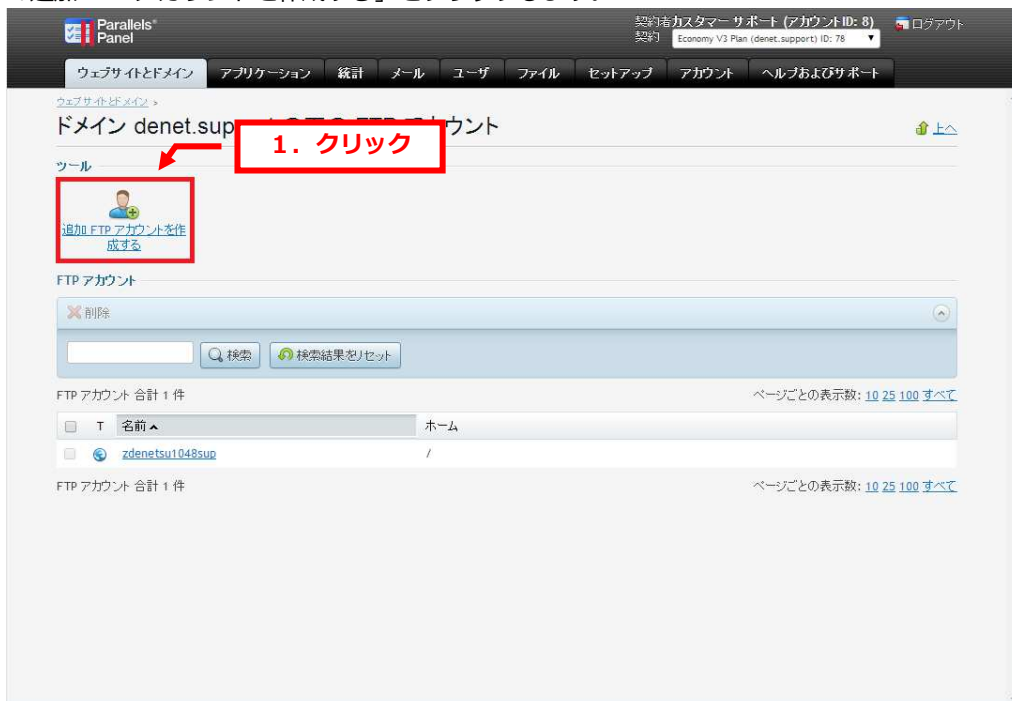 Parallels®
Panel
契約者カスタマー サポート (アカウント ID: 8)
ログアウト
契約 Economy V3 Plan (denet.support) ID: 78
ウェブサイトとドメイン アプリケーション 統計 メール ユーザ ファイル セットアップ アカウント ヘルプおよびサポート
ウェブサイトとドメイン >
ドメイン denet.sup
ウント
上へ
1. クリック
ツール
追加 FTP アカウントを作
成する
FTP アカウント
削除
検索 検索結果をリセット
FTP アカウント 合計 1 件 ページごとの表示数: 10 25 100 すべて
T 名前 ホーム
zdenetsu1048sup /
FTP アカウント 合計 1 件 ページごとの表示数: 10 25 100 すべて